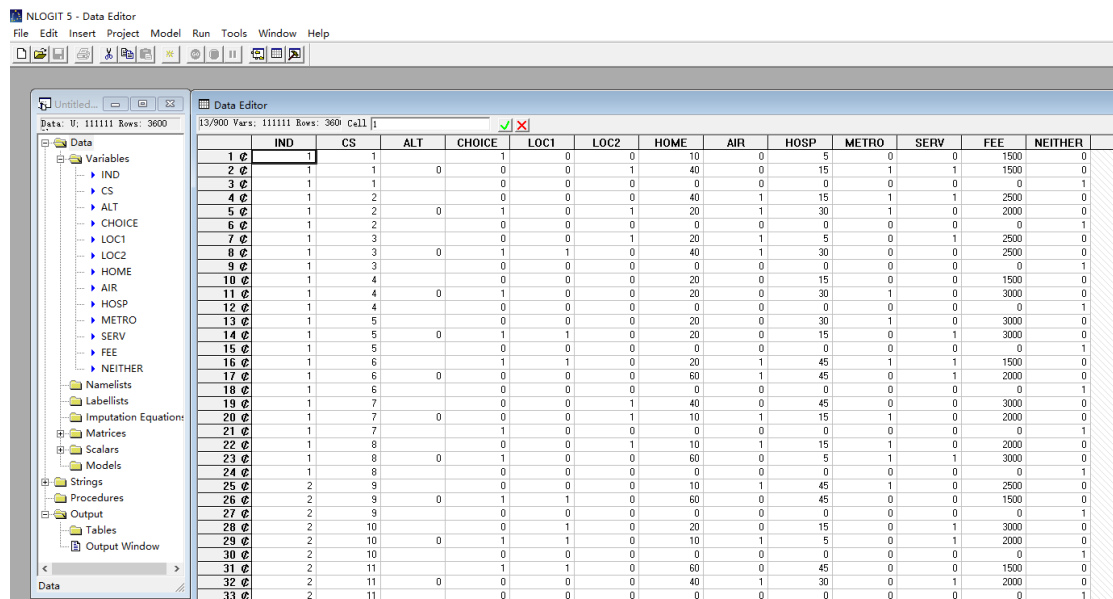 NLOGIT 5 - Data Editor
File Edit Insert Project Model Run Tools Window Help
Untitled...
Data: U; 111111 Rows: 3600
Data
Variables
IND
CS
ALT
CHOICE
LOC1
LOC2
HOME
AIR
HOSP
METRO
SERV
FEE
NEITHER
Namelists
Labellists
Imputation Equations
Matrices
Scalars
Models
Strings
Procedures
Output
Tables
Output Window
Data
Data Editor
13/900 Vars; 111111 Rows: 360 Cell 1
IND CS ALT CHOICE LOC1 LOC2 HOME AIR HOSP METRO SERV FEE NEITHER
1 ¢ 1 1 1 0 0 10 0 5 0 0 1500 0
2 ¢ 1 1 0 0 0 1 40 0 15 1 1 1500 0
3 ¢ 1 1 0 0 0 0 0 0 0 0 0 1
4 ¢ 1 2 0 0 0 40 1 15 1 1 2500 0
5 ¢ 1 2 0 1 0 1 20 1 30 1 0 2000 0
6 ¢ 1 2 0 0 0 0 0 0 0 0 0 1
7 ¢ 1 3 0 0 1 20 1 5 0 1 2500 0
8 ¢ 1 3 0 1 1 0 40 1 30 0 0 2500 0
9 ¢ 1 3 0 0 0 0 0 0 0 0 0 1
10 ¢ 1 4 0 0 0 20 0 15 0 0 1500 0
11 ¢ 1 4 0 1 0 0 20 0 30 1 0 3000 0
12 ¢ 1 4 0 0 0 0 0 0 0 0 0 1
13 ¢ 1 5 0 0 0 20 0 30 1 0 3000 0
14 ¢ 1 5 0 1 1 0 20 0 15 0 1 3000 0
15 ¢ 1 5 0 0 0 0 0 0 0 0 0 1
16 ¢ 1 6 1 1 0 20 1 45 1 1 1500 0
17 ¢ 1 6 0 0 0 0 60 1 45 0 1 2000 0
18 ¢ 1 6 0 0 0 0 0 0 0 0 0 1
19 ¢ 1 7 0 0 1 40 0 45 0 0 3000 0
20 ¢ 1 7 0 0 0 1 10 1 15 1 0 2000 0
21 ¢ 1 7 1 0 0 0 0 0 0 0 0 1
22 ¢ 1 8 0 0 1 10 1 15 1 0 2000 0
23 ¢ 1 8 0 1 0 0 60 0 5 1 1 3000 0
24 ¢ 1 8 0 0 0 0 0 0 0 0 0 1
25 ¢ 2 9 0 0 0 10 1 45 1 0 2500 0
26 ¢ 2 9 0 1 1 0 60 0 45 0 0 1500 0
27 ¢ 2 9 0 0 0 0 0 0 0 0 0 1
28 ¢ 2 10 0 1 0 20 0 15 0 1 3000 0
29 ¢ 2 10 0 1 1 0 10 1 5 0 1 2000 0
30 ¢ 2 10 0 0 0 0 0 0 0 0 0 1
31 ¢ 2 11 1 1 0 60 0 45 0 0 1500 0
32 ¢ 2 11 0 0 0 0 40 1 30 0 1 2000 0
33 ¢ 2 11 0 0 0 0 0 0 0 0 0 1